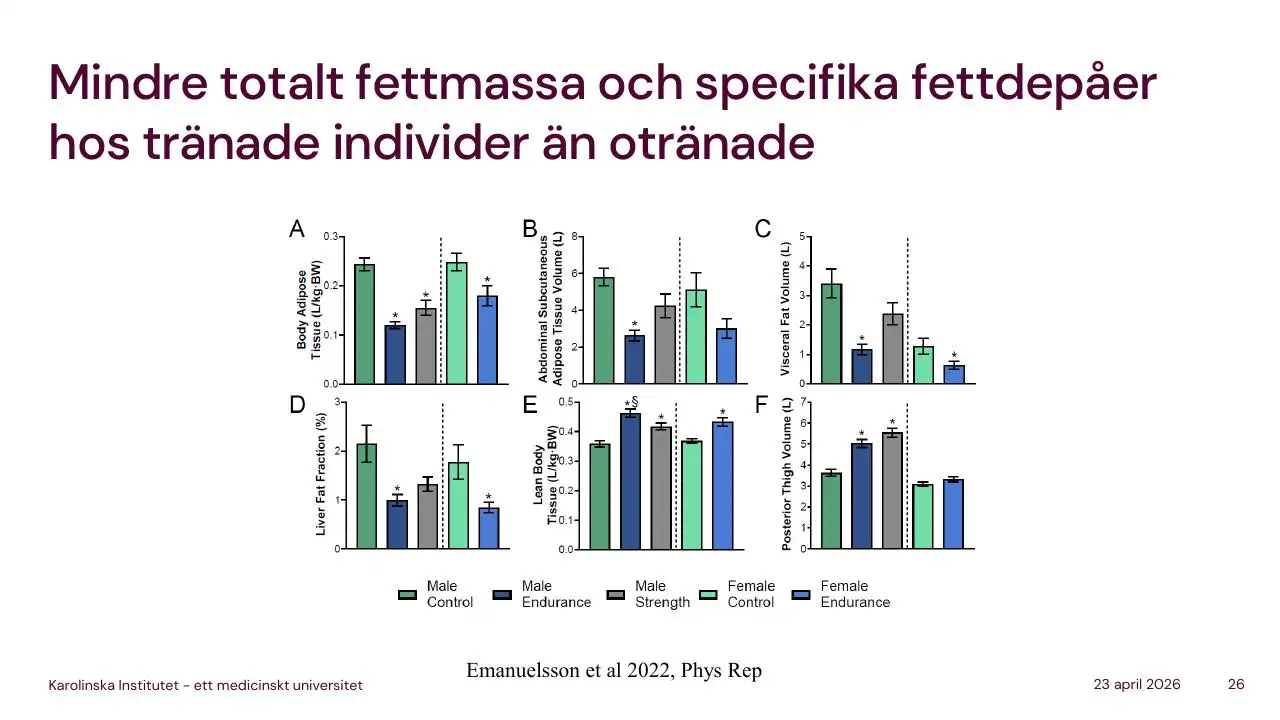 Mindre totalt fettmassa och specifika fettdepåer
hos tränade individer än otränade
A
Body Adipose
Tissue (L/kg·BW)
0.3
0.2
0.1
0.0
*
*
*
B
Abdominal Subcutaneous
Adipose Tissue Volume (L)
8
6
4
2
0
*
C
Visceral Fat Volume (L)
5
4
3
2
1
0
*
*
D
Liver Fat Fraction (%)
3
2
1
0
*
*
E
Lean Body
Tissue (L/kg·BW)
0.5
0.4
0.3
0.2
0.1
0.0
*§
*
*
F
Posterior Thigh Volume (L)
7
6
5
4
3
2
1
0
*
*
Male
Control
Male
Endurance
Male
Strength
Female
Control
Female
Endurance
Emanuelsson et al 2022, Phys Rep
Karolinska Institutet – ett medicinskt universitet
23 april 2026
26